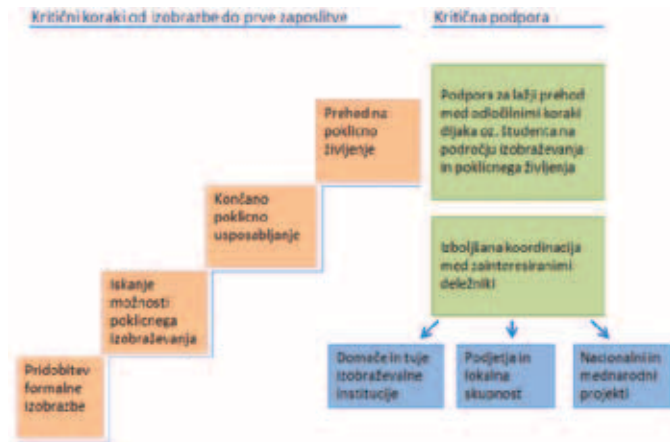 Kritični koraki od izobrazbe do prve zaposlitve
Kritična podpora
Prehod na
poklicno
življenje
Končano
poklicno
usposabljanje
Iskanje
možnosti
poklicnega
izobraževanja
Pridobitev
formalne
izobrazbe
Podpora za lažji prehod
med odločilnimi koraki
dijaka oz. študenta na
področju izobraževanja
in poklicnega življenja
Izboljšana koordinacija
med zainteresiranimi
deležniki
Domače in tuje
izobraževalne
institucije
Podjetja in
lokalna
skupnost
Nacionalni in
mednarodni
projekti